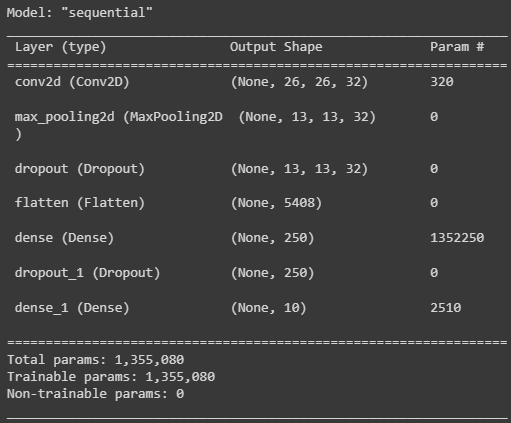 Model: "sequential"
_________________________________________________________________
Layer (type) Output Shape Param #
=================================================================
conv2d (Conv2D) (None, 26, 26, 32) 320
max_pooling2d (MaxPooling2D (None, 13, 13, 32) 0
)
dropout (Dropout) (None, 13, 13, 32) 0
flatten (Flatten) (None, 5408) 0
dense (Dense) (None, 250) 1352250
dropout_1 (Dropout) (None, 250) 0
dense_1 (Dense) (None, 10) 2510
=================================================================
Total params: 1,355,080
Trainable params: 1,355,080
Non-trainable params: 0
_________________________________________________________________